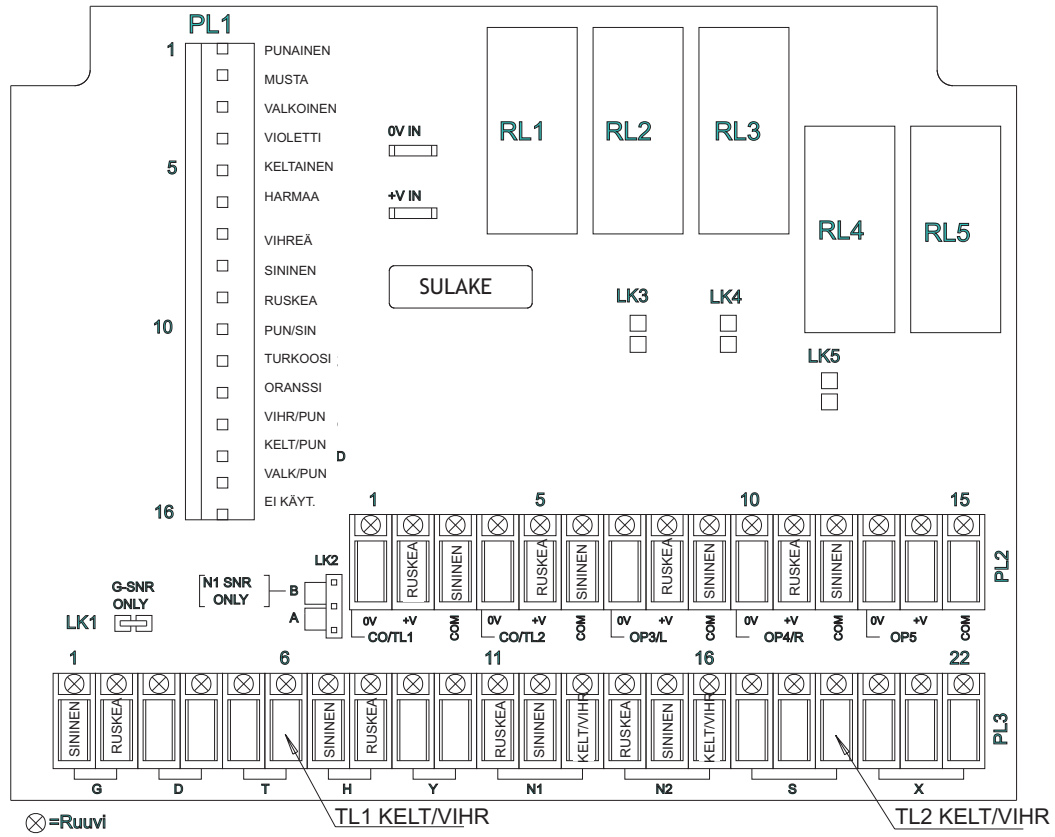 PL1
1 PUNAINEN
MUSTA
VALKOINEN
VIOLETTI
5 KELTAINEN
HARMAA
VIHREÄ
SININEN
RUSKEA
10 PUN/SIN
TURKOOSI
ORANSSI
VIHR/PUN
KELT/PUN
D
VALK/PUN
16 EI KÄYT.
0V IN
+V IN
SULAKE
RL1 RL2 RL3
RL4 RL5
LK3 LK4
LK5
1 5 10 15
RUSKEA SININEN RUSKEA SININEN RUSKEA SININEN RUSKEA SININEN
PL2
0V +V COM 0V +V COM 0V +V COM 0V +V COM 0V +V COM
CO/TL1 CO/TL2 OP3/L OP4/R OP5
LK2
N1 SNR
ONLY
B
A
G-SNR
ONLY
LK1
1 6 11 16 22
SININEN RUSKEA SININEN RUSKEA RUSKEA SININEN KELT/VIHR RUSKEA SININEN KELT/VIHR
PL3
G D T H Y N1 N2 S X
=Ruuvi
TL1 KELT/VIHR
TL2 KELT/VIHR